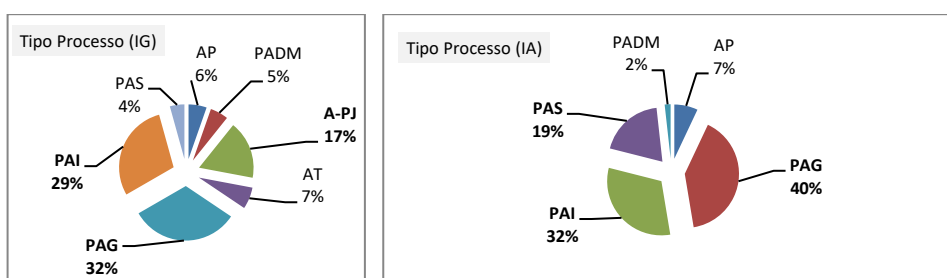 Tipo Processo (IG)
AP
6%
PADM
5%
A-PJ
17%
AT
7%
PAG
32%
PAI
29%
PAS
4%
Tipo Processo (IA)
AP
7%
PAG
40%
PAI
32%
PAS
19%
PADM
2%